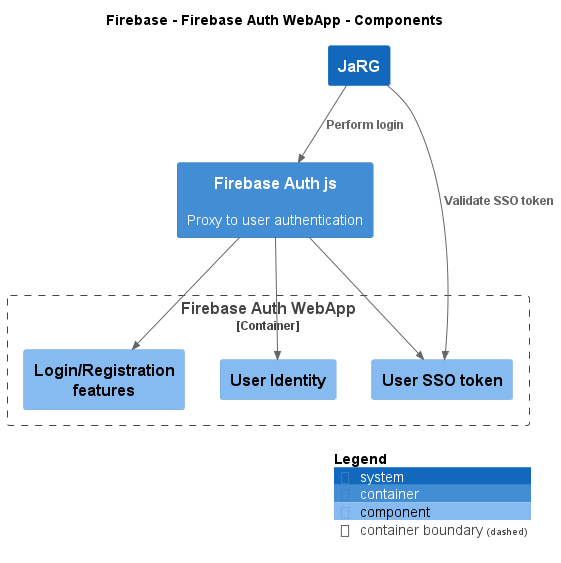 Firebase - Firebase Auth WebApp - Components
JaRG
Perform login
Firebase Auth js
Proxy to user authentication
Validate SSO token
Firebase Auth WebApp
[Container]
Login/Registration
features
User Identity
User SSO token
Legend
system
container
component
container boundary (dashed)